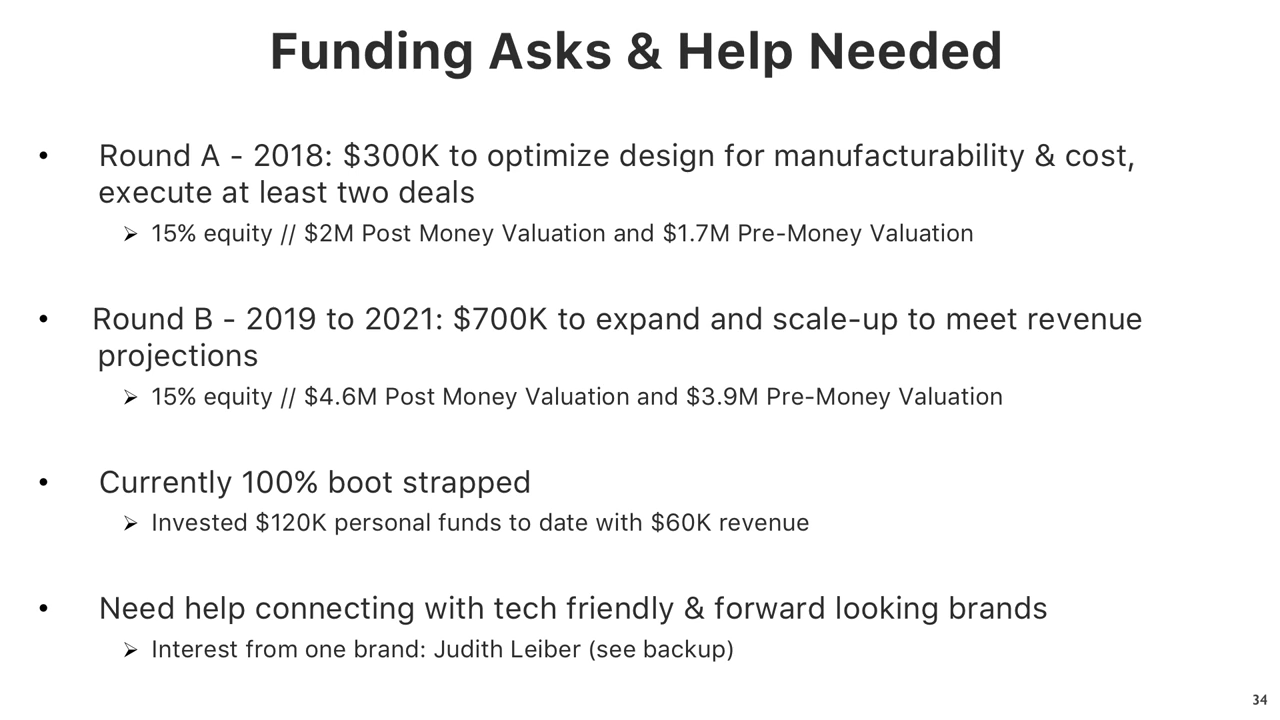 Funding Asks & Help Needed
• Round A - 2018: $300K to optimize design for manufacturability & cost,
execute at least two deals
➢ 15% equity // $2M Post Money Valuation and $1.7M Pre-Money Valuation
• Round B - 2019 to 2021: $700K to expand and scale-up to meet revenue
projections
➢ 15% equity // $4.6M Post Money Valuation and $3.9M Pre-Money Valuation
• Currently 100% boot strapped
➢ Invested $120K personal funds to date with $60K revenue
• Need help connecting with tech friendly & forward looking brands
➢ Interest from one brand: Judith Leiber (see backup)
34